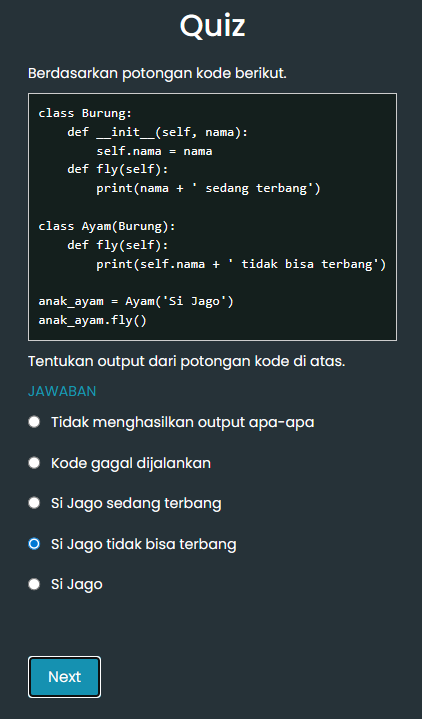 Quiz
Berdasarkan potongan kode berikut.
class Burung:
    def __init__(self, nama):
        self.nama = nama
    def fly(self):
        print(nama + ' sedang terbang')
class Ayam(Burung):
    def fly(self):
        print(self.nama + ' tidak bisa terbang')
anak_ayam = Ayam('Si Jago')
anak_ayam.fly()
Tentukan output dari potongan kode di atas.
JAWABAN
Tidak menghasilkan output apa-apa
Kode gagal dijalankan
Si Jago sedang terbang
Si Jago tidak bisa terbang
Si Jago
Next